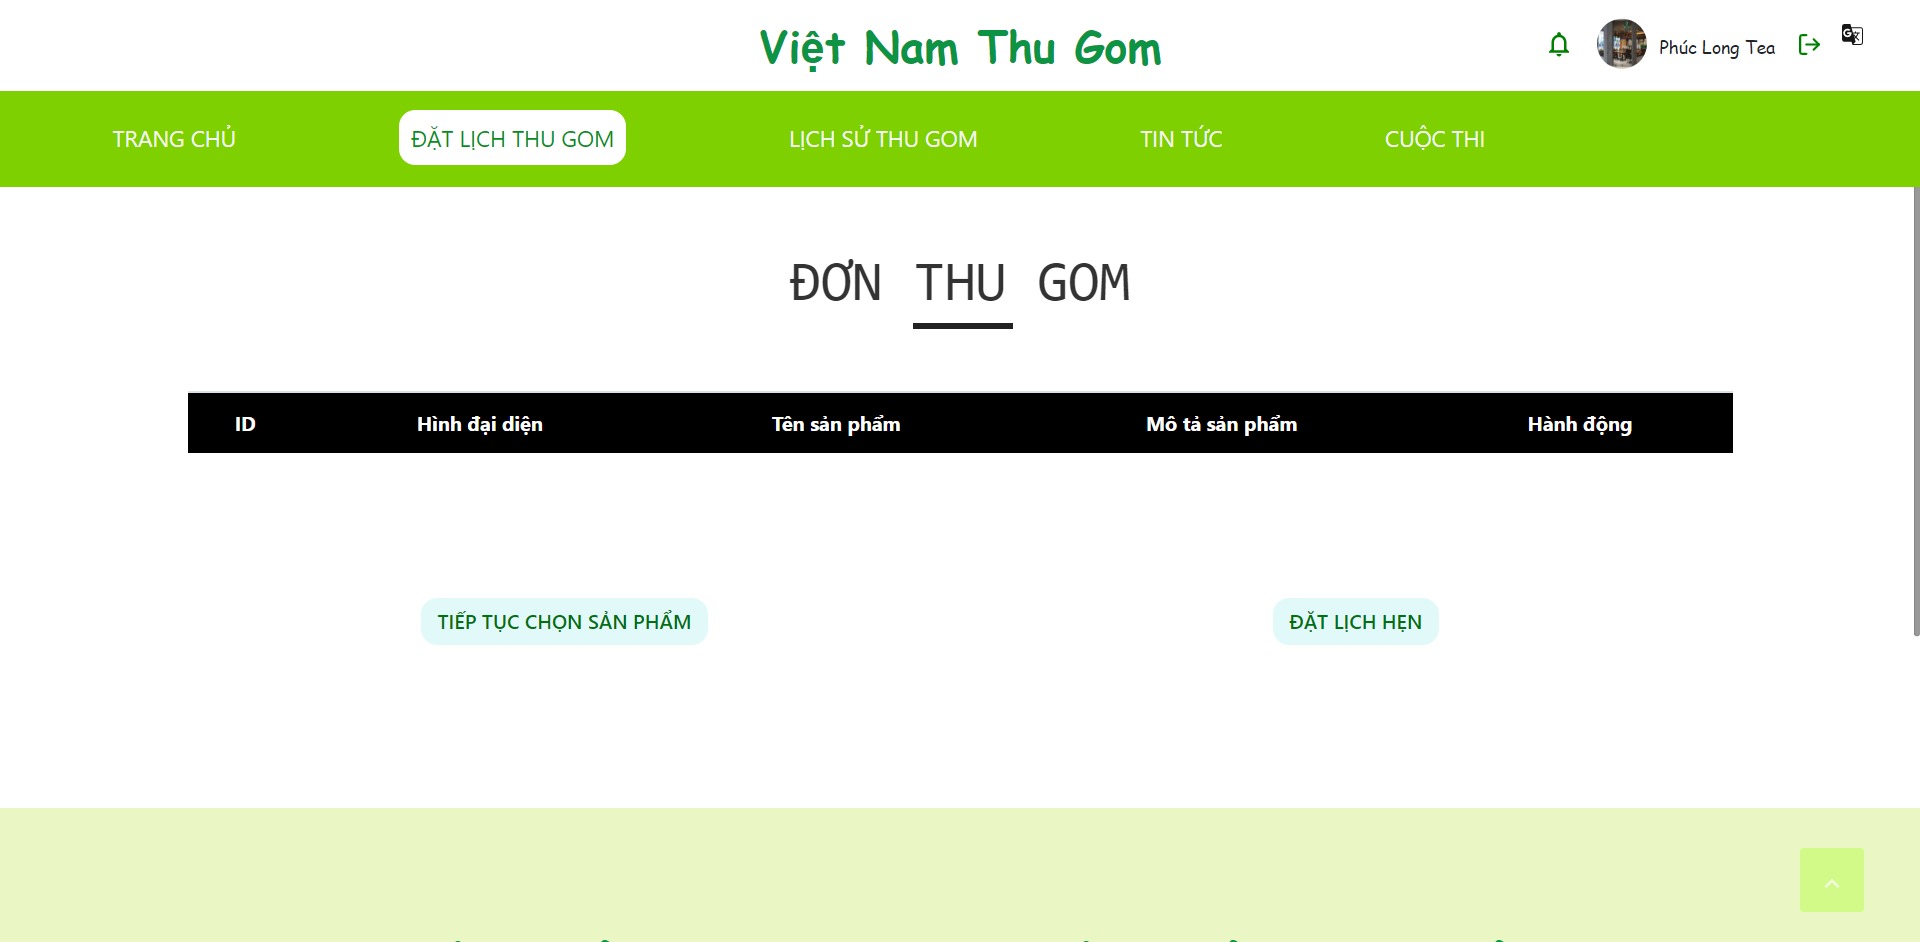 Việt Nam Thu Gom
Phúc Long Tea
TRANG CHỦ
ĐẶT LỊCH THU GOM
LỊCH SỬ THU GOM
TIN TỨC
CUỘC THI
ĐƠN THU GOM
ID
Hình đại diện
Tên sản phẩm
Mô tả sản phẩm
Hành động
TIẾP TỤC CHỌN SẢN PHẨM
ĐẶT LỊCH HẸN